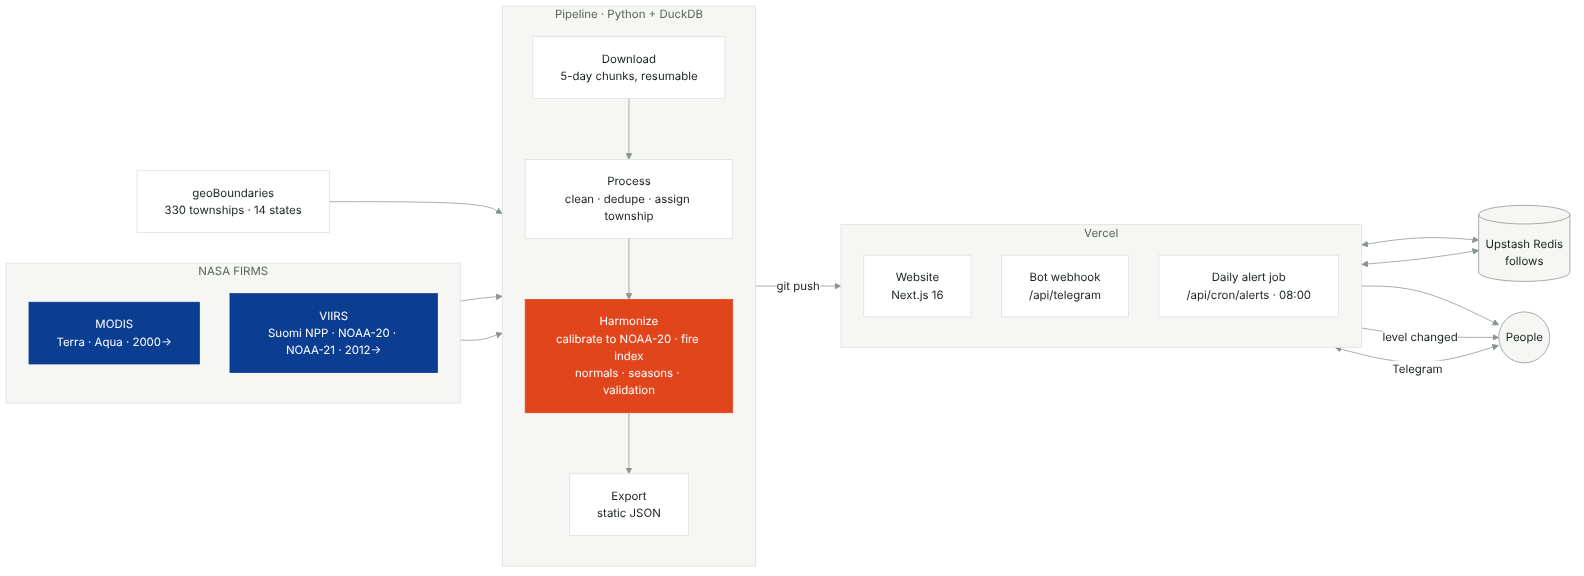 Pipeline · Python + DuckDB
Download
5-day chunks, resumable
Process
clean · dedupe · assign
township
Harmonize
calibrate to NOAA-20 · fire
index
normals · seasons ·
validation
Export
static JSON
geoBoundaries
330 townships · 14 states
NASA FIRMS
MODIS
Terra · Aqua · 2000→
VIIRS
Suomi NPP · NOAA-20 ·
NOAA-21 · 2012→
git push
Vercel
Website
Next.js 16
Bot webhook
/api/telegram
Daily alert job
/api/cron/alerts · 08:00
Upstash Redis
follows
level changed
People
Telegram